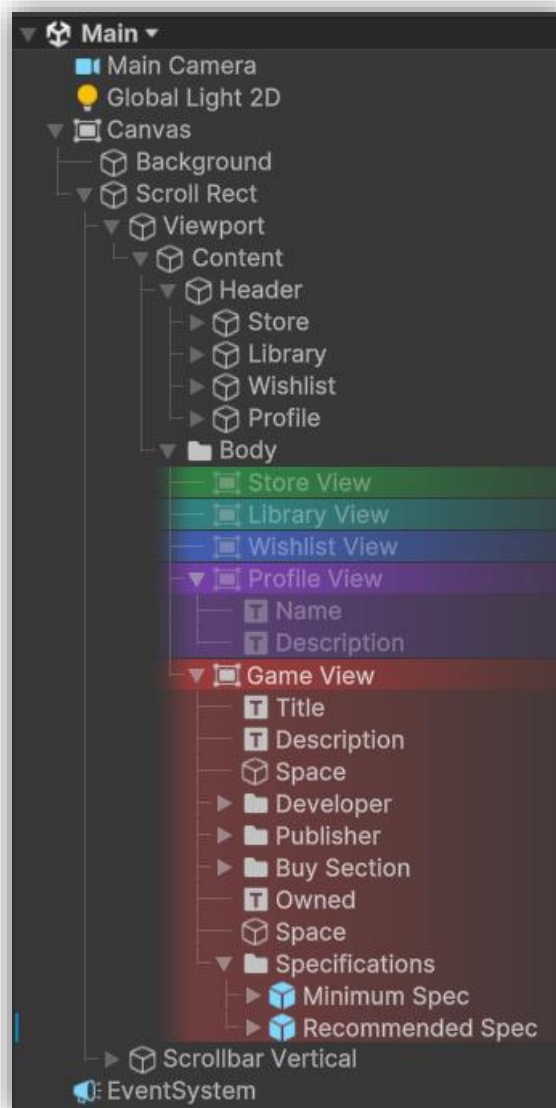 Main
Main Camera
Global Light 2D
Canvas
Background
Scroll Rect
Viewport
Content
Header
Store
Library
Wishlist
Profile
Body
Store View
Library View
Wishlist View
Profile View
Name
Description
Game View
Title
Description
Space
Developer
Publisher
Buy Section
Owned
Space
Specifications
Minimum Spec
Recommended Spec
Scrollbar Vertical
EventSystem